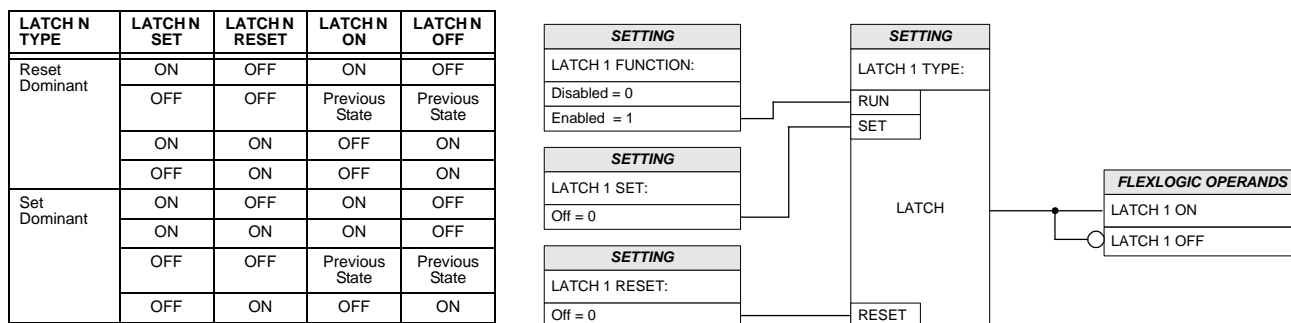 LATCH N TYPE LATCH N SET LATCH N RESET LATCH N ON LATCH N OFF
Reset Dominant ON OFF ON OFF
OFF OFF Previous State Previous State
ON ON OFF ON
OFF ON OFF ON
Set Dominant ON OFF ON OFF
ON ON ON OFF
OFF OFF Previous State Previous State
OFF ON OFF ON
SETTING
LATCH 1 FUNCTION:
Disabled = 0
Enabled = 1
SETTING
LATCH 1 SET:
Off = 0
SETTING
LATCH 1 RESET:
Off = 0
SETTING
LATCH 1 TYPE:
RUN
SET
LATCH
RESET
FLEXLOGIC OPERANDS
LATCH 1 ON
LATCH 1 OFF